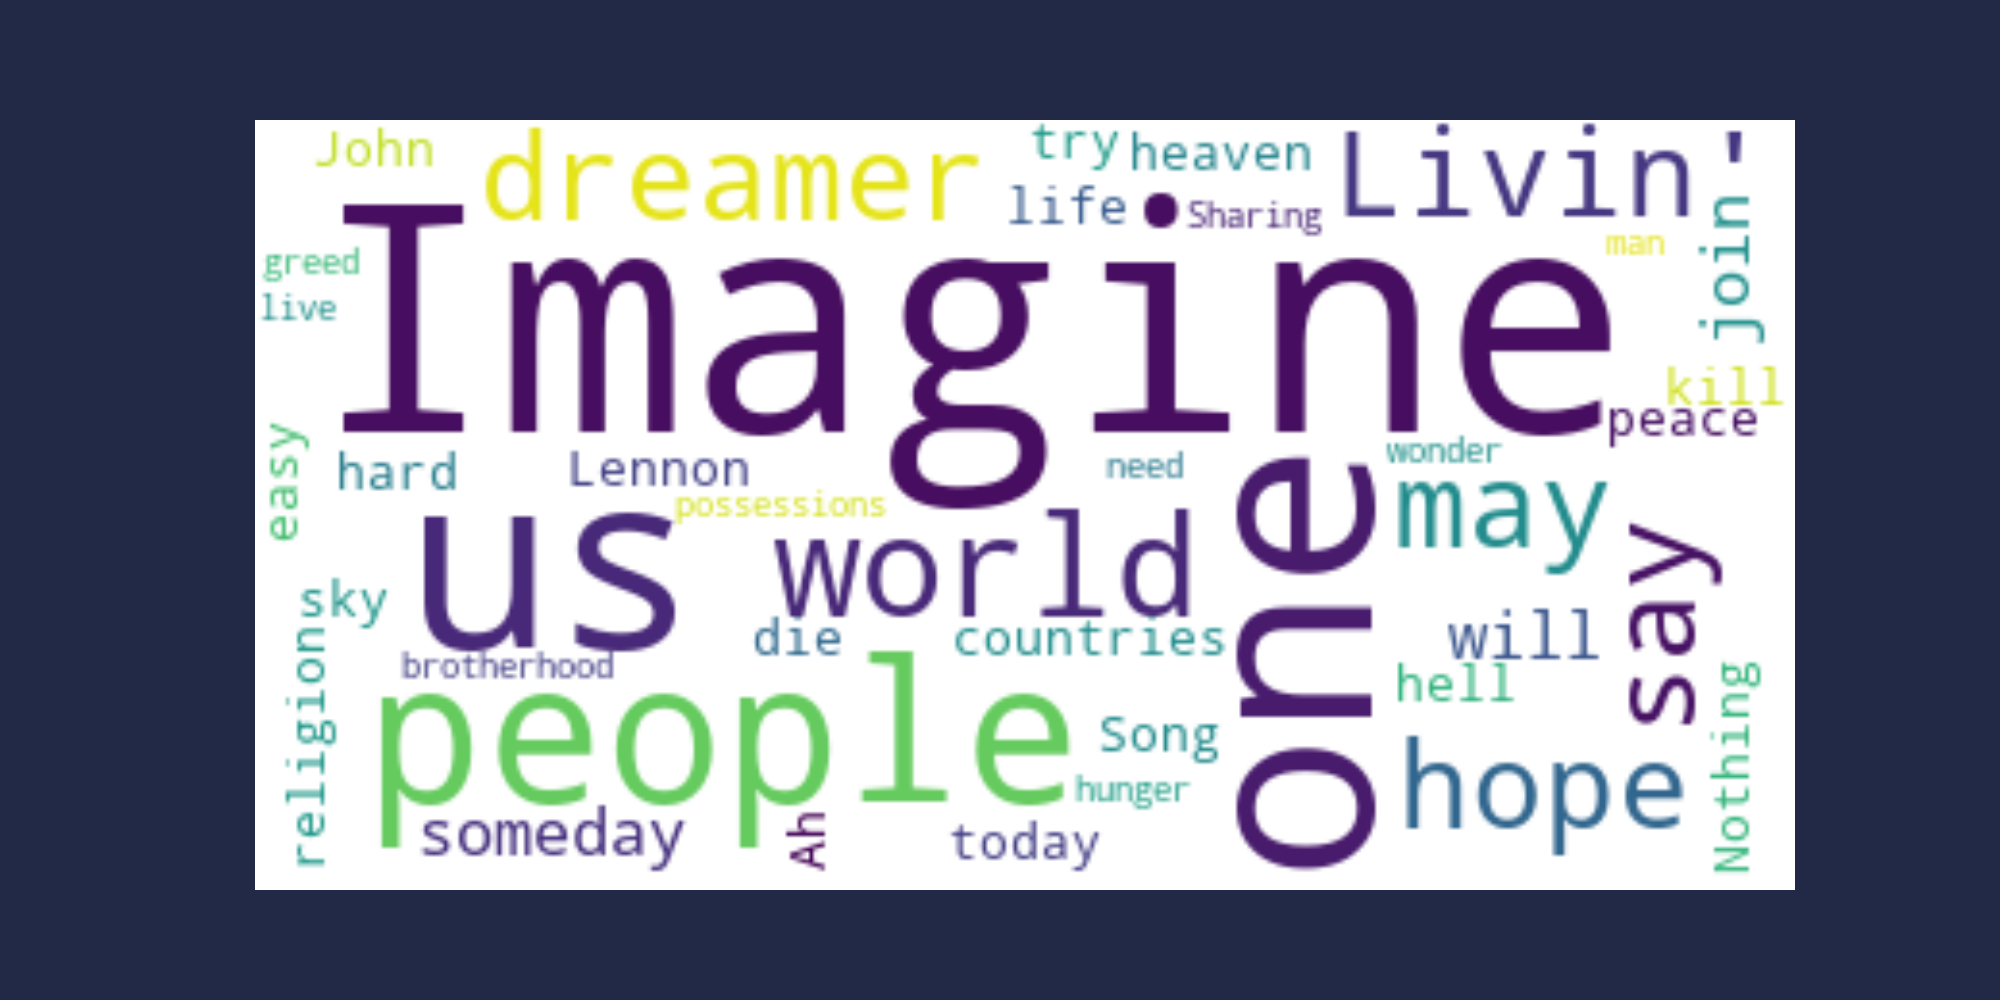 John
dreamer
try
heaven
Livin'
life
Sharing
join
man
Imagine
greed
live
kill
peace
easy
hard
Lennon
need
wonder
possessions
us
world
one
may
say
sky
die
countries
will
brotherhood
religion
people
hell
Song
Nothing
hunger
hope
someday
Ah
today